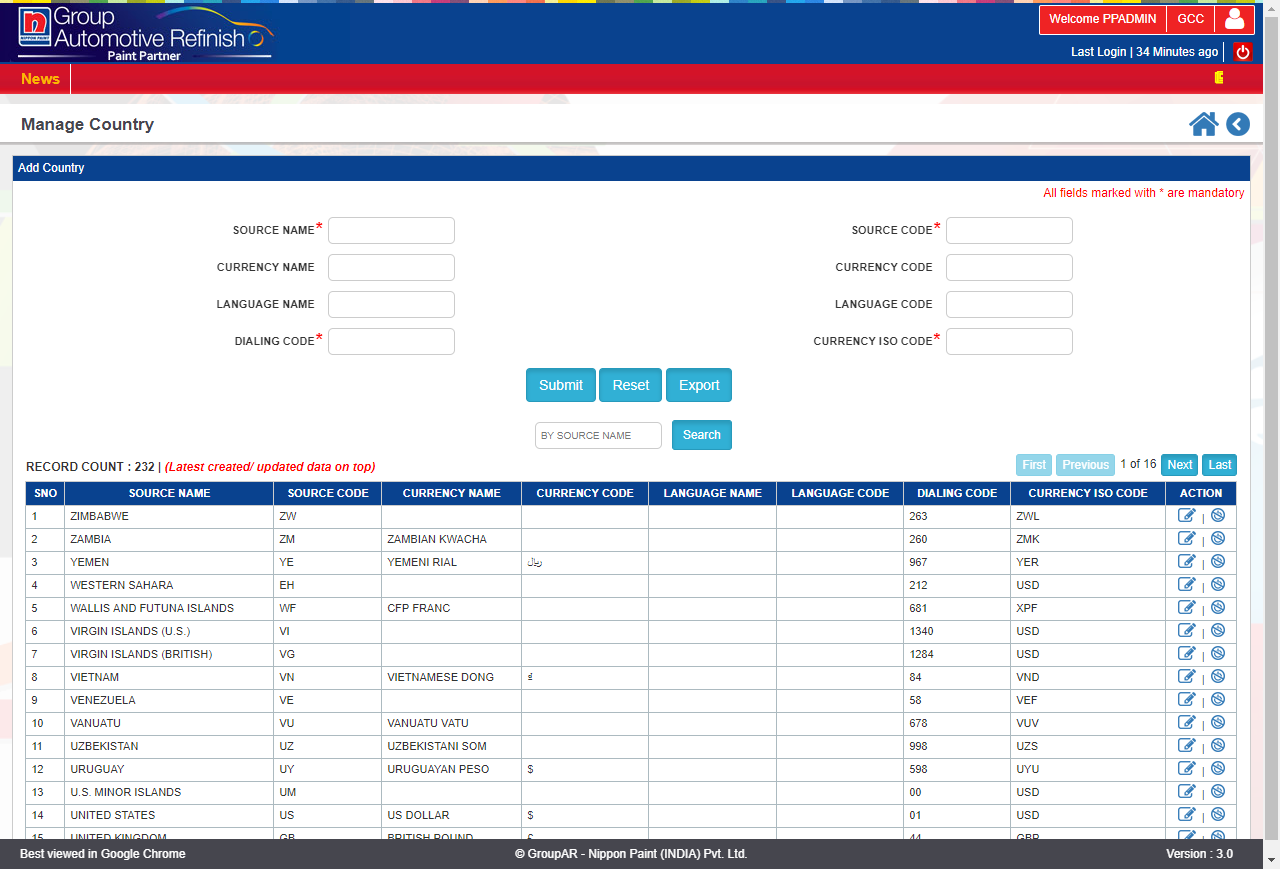 Group
Automotive Refinish
Paint Partner
n
NIPPON PAINT
Welcome PPADMIN GCC
Last Login | 34 Minutes ago
News
Manage Country
Add Country
All fields marked with * are mandatory
SOURCE NAME* SOURCE CODE*
CURRENCY NAME CURRENCY CODE
LANGUAGE NAME LANGUAGE CODE
DIALING CODE* CURRENCY ISO CODE*
Submit Reset Export
BY SOURCE NAME Search
RECORD COUNT : 232 | (Latest created/ updated data on top) First Previous 1 of 16 Next Last
SNO SOURCE NAME SOURCE CODE CURRENCY NAME CURRENCY CODE LANGUAGE NAME LANGUAGE CODE DIALING CODE CURRENCY ISO CODE ACTION
1 ZIMBABWE ZW 263 ZWL |
2 ZAMBIA ZM ZAMBIAN KWACHA 260 ZMK |
3 YEMEN YE YEMENI RIAL ﷼ 967 YER |
4 WESTERN SAHARA EH 212 USD |
5 WALLIS AND FUTUNA ISLANDS WF CFP FRANC 681 XPF |
6 VIRGIN ISLANDS (U.S.) VI 1340 USD |
7 VIRGIN ISLANDS (BRITISH) VG 1284 USD |
8 VIETNAM VN VIETNAMESE DONG ₫ 84 VND |
9 VENEZUELA VE 58 VEF |
10 VANUATU VU VANUATU VATU 678 VUV |
11 UZBEKISTAN UZ UZBEKISTANI SOM 998 UZS |
12 URUGUAY UY URUGUAYAN PESO $ 598 UYU |
13 U.S. MINOR ISLANDS UM 00 USD |
14 UNITED STATES US US DOLLAR $ 01 USD |
15 UNITED KINGDOM GB BRITISH POUND £ 44 GBP
Best viewed in Google Chrome © GroupAR - Nippon Paint (INDIA) Pvt. Ltd. Version : 3.0